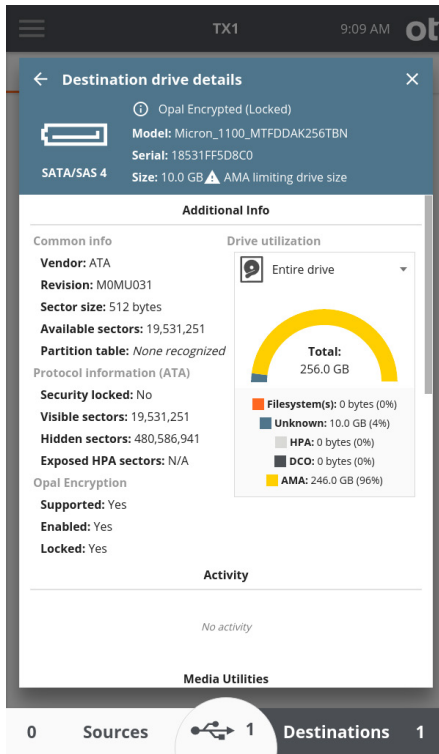 TX1
9:09 AM
ot
Destination drive details
Opal Encrypted (Locked)
Model: Micron_1100_MTFDDAK256TBN
Serial: 18531FF5D8C0
SATA/SAS 4
Size: 10.0 GB AMA limiting drive size
Additional Info
Common info
Vendor: ATA
Revision: M0MU031
Sector size: 512 bytes
Available sectors: 19,531,251
Partition table: None recognized
Protocol information (ATA)
Security locked: No
Visible sectors: 19,531,251
Hidden sectors: 480,586,941
Exposed HPA sectors: N/A
Opal Encryption
Supported: Yes
Enabled: Yes
Locked: Yes
Drive utilization
Entire drive
Total:
256.0 GB
Filesystem(s): 0 bytes (0%)
Unknown: 10.0 GB (4%)
HPA: 0 bytes (0%)
DCO: 0 bytes (0%)
AMA: 246.0 GB (96%)
Activity
No activity
Media Utilities
0 Sources
1
Destinations 1